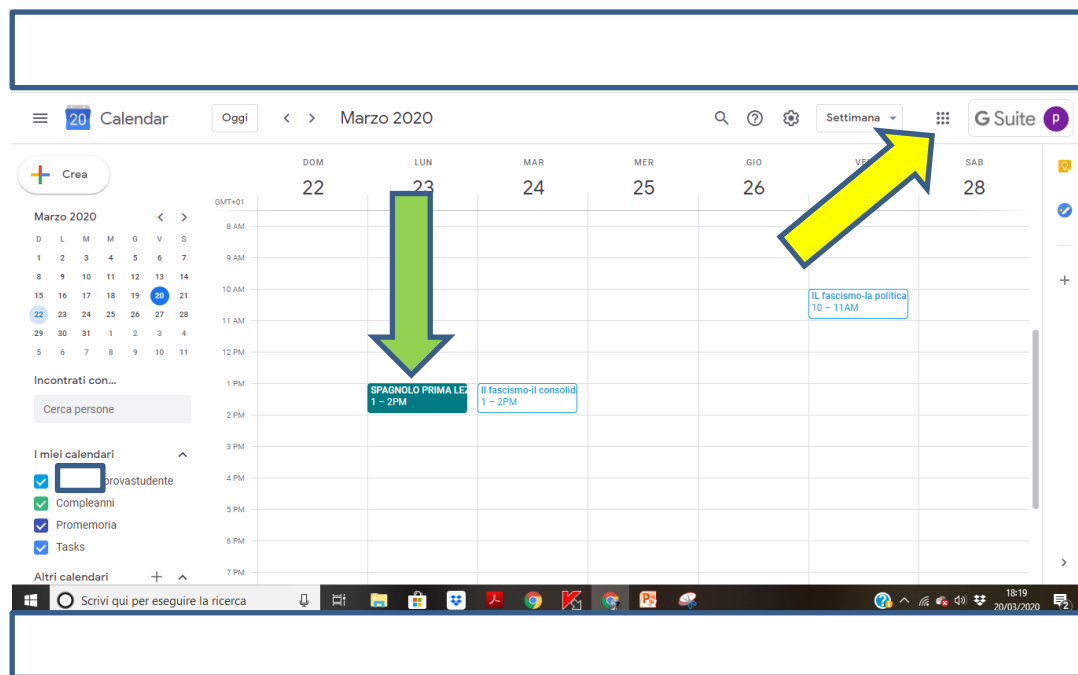 20 Calendar Oggi Marzo 2020 Settimana G Suite p
Crea
DOM LUN MAR MER GIO SAB
22 23 24 25 26 28
GMT+01
Marzo 2020
D L M M G V S
1 2 3 4 5 6 7
8 9 10 11 12 13 14
15 16 17 18 19 20 21
22 23 24 25 26 27 28
29 30 31 1 2 3 4
5 6 7 8 9 10 11
Incontrati con...
Cerca persone
I miei calendari
provastudente
Compleanni
Promemoria
Tasks
Altri calendari
8 AM
9 AM
10 AM
11 AM
12 PM
1 PM
2 PM
3 PM
4 PM
5 PM
6 PM
7 PM
IL fascismo-la politica
10 – 11AM
SPAGNOLO PRIMA LEZ
1 – 2PM
Il fascismo-il consolid
1 – 2PM
Scrivi qui per eseguire la ricerca
18:19
20/03/2020
2